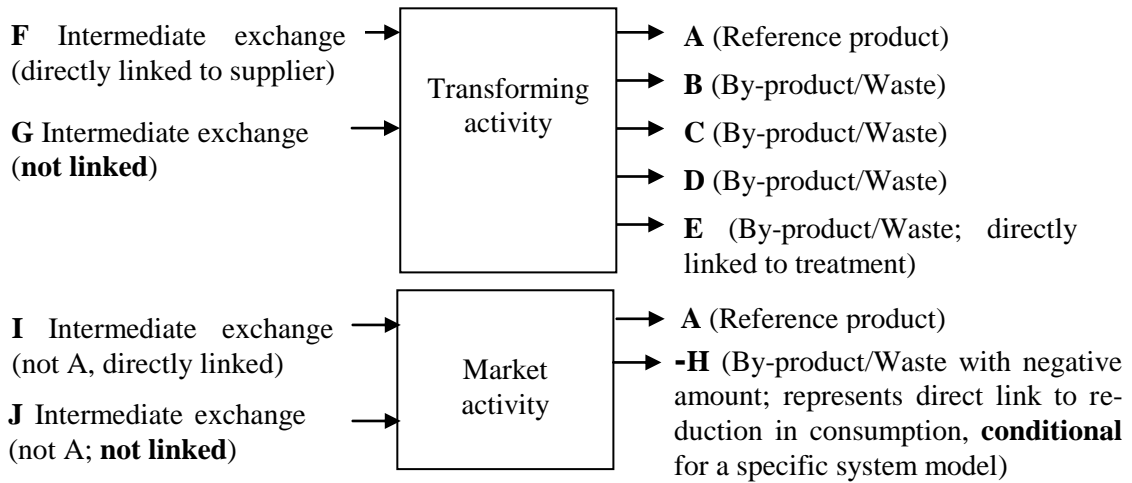 F Intermediate exchange
(directly linked to supplier)
G Intermediate exchange
(not linked)
Transforming
activity
A (Reference product)
B (By-product/Waste)
C (By-product/Waste)
D (By-product/Waste)
E (By-product/Waste; directly
linked to treatment)
I Intermediate exchange
(not A, directly linked)
J Intermediate exchange
(not A; not linked)
Market
activity
A (Reference product)
-H (By-product/Waste with negative
amount; represents direct link to re-
duction in consumption, conditional
for a specific system model)